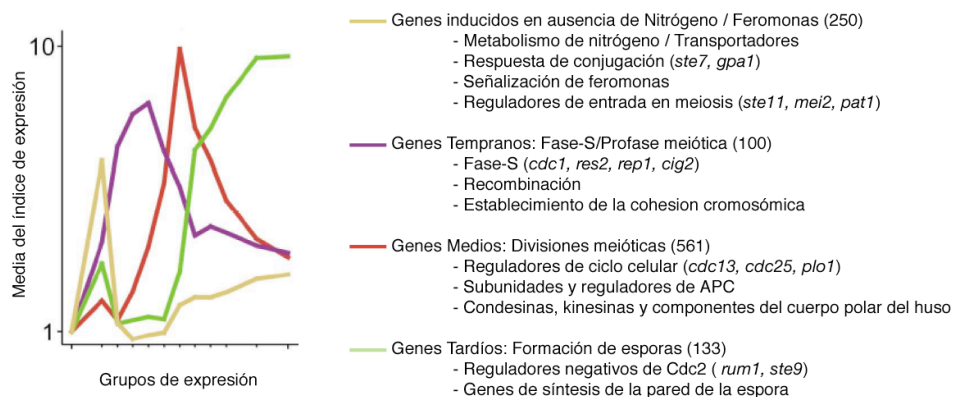 Genes inducidos en ausencia de Nitrógeno / Feromonas (250)
- Metabolismo de nitrógeno / Transportadores
- Respuesta de conjugación (ste7, gpa1)
- Señalización de feromonas
- Reguladores de entrada en meiosis (ste11, mei2, pat1)
Genes Tempranos: Fase-S/Profase meiótica (100)
- Fase-S (cdc1, res2, rep1, cig2)
- Recombinación
- Establecimiento de la cohesion cromosómica
Genes Medios: Divisiones meióticas (561)
- Reguladores de ciclo celular (cdc13, cdc25, plo1)
- Subunidades y reguladores de APC
- Condesinas, kinesinas y componentes del cuerpo polar del huso
Genes Tardíos: Formación de esporas (133)
- Reguladores negativos de Cdc2 ( rum1, ste9)
- Genes de síntesis de la pared de la espora
Media del índice de expresión
10
1
Grupos de expresión